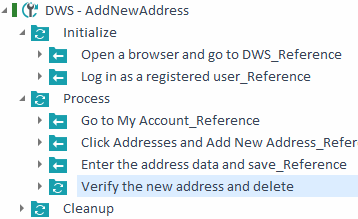 DWS - AddNewAddress
Initialize
Open a browser and go to DWS_Reference
Log in as a registered user_Reference
Process
Go to My Account_Reference
Click Addresses and Add New Address_Refer
Enter the address data and save_Reference
Verify the new address and delete
Cleanup